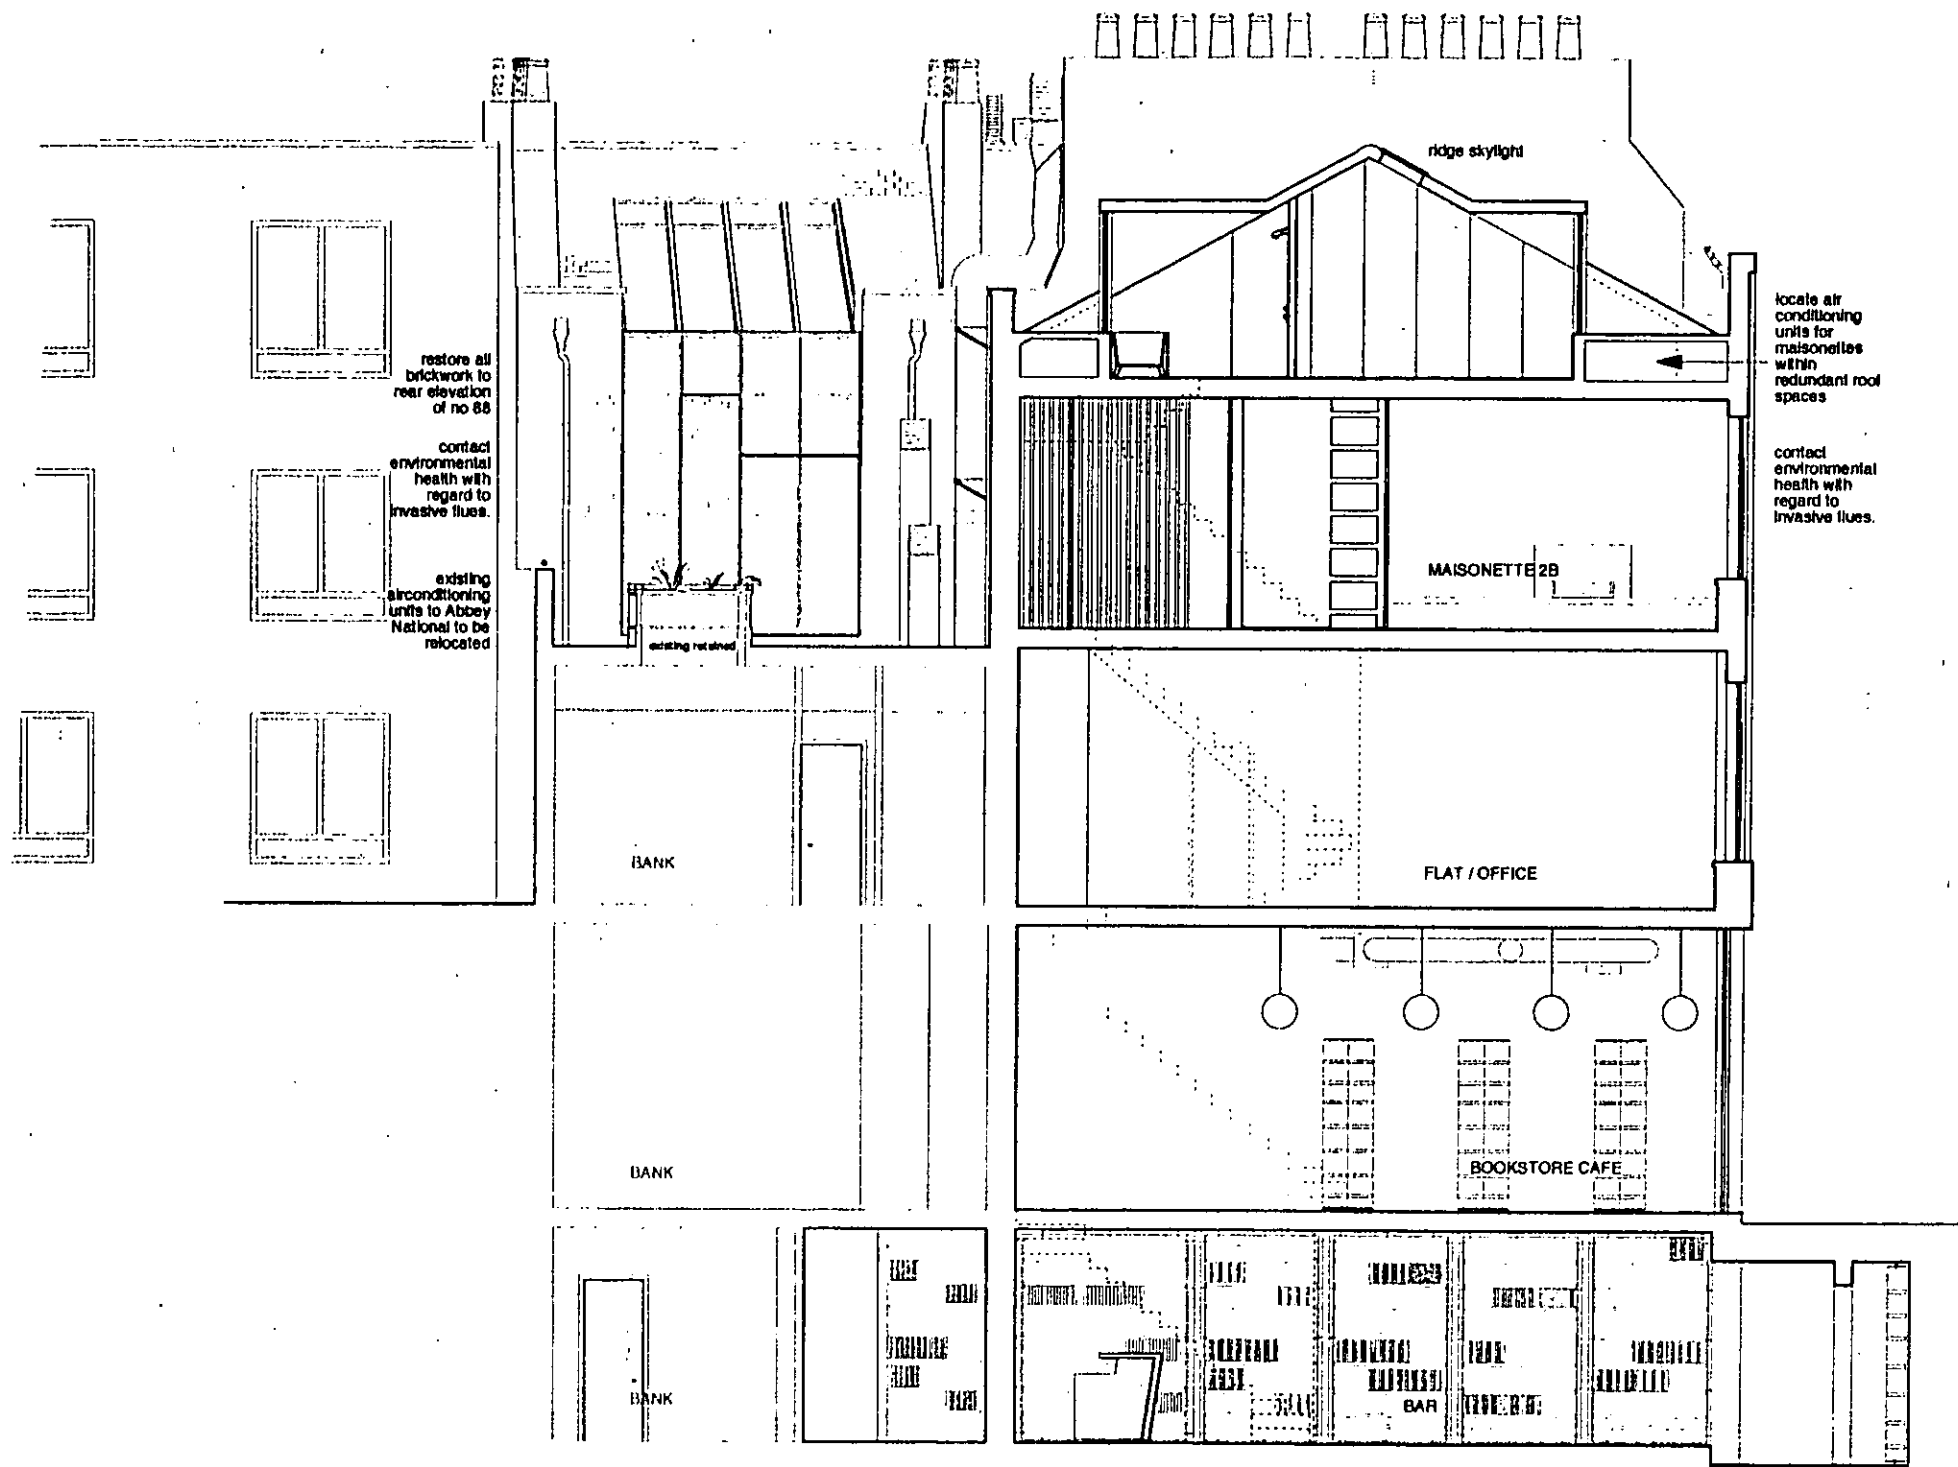 ridge skylight
locate air
conditioning
units for
maisonettes
within
redundant roof
spaces
restore all
brickwork to
rear elevation
of no 88
contact
environmental
health with
regard to
invasive flues.
contact
environmental
health with
regard to
invasive flues.
existing
airconditioning
units to Abbey
National to be
relocated
existing retained
MAISONETTE 2B
BANK
FLAT / OFFICE
BANK
BOOKSTORE CAFE
BANK
BAR